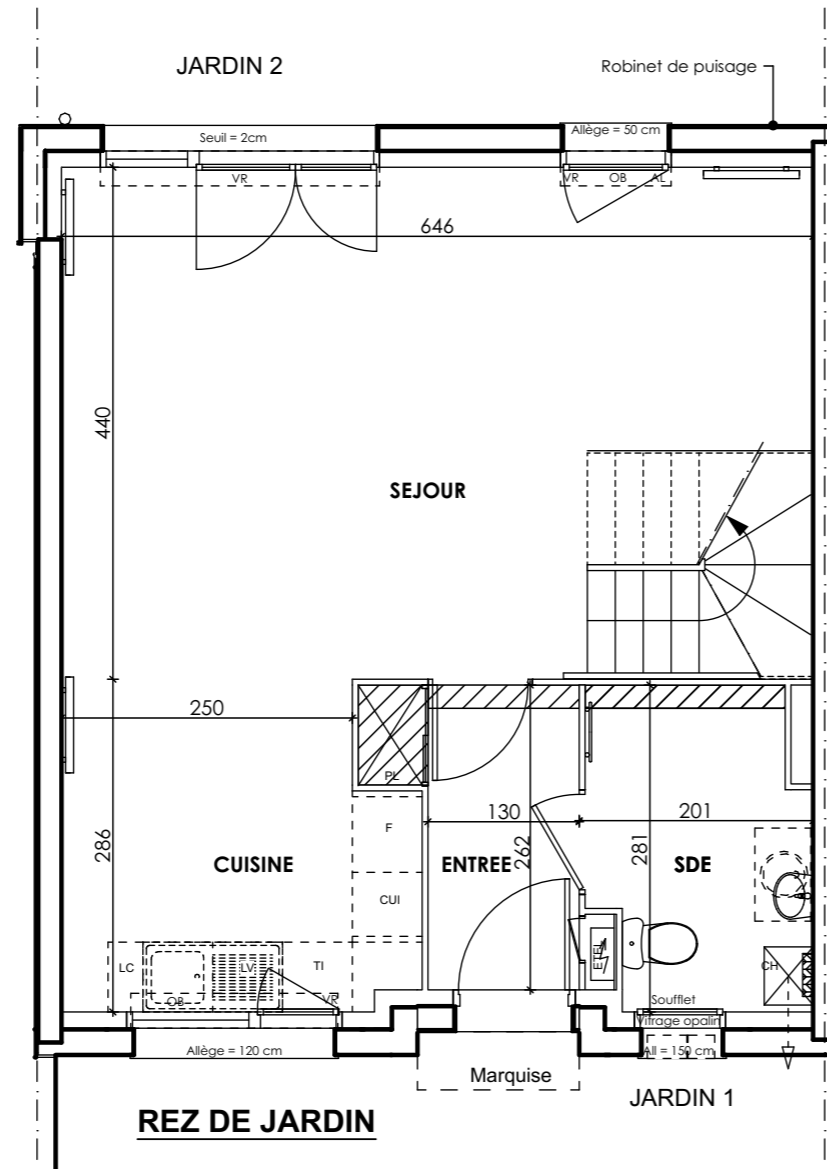 JARDIN 2
Robinet de puisage
Seuil = 2cm
Allège = 50 cm
VR
VR OB AL
646
440
SEJOUR
250
PL
286
F
130
201
CUISINE
ENTREE
262
281
SDE
CUI
ETEL
LC
LV
TI
CH
OB
VR
Soufflet
Vitrage opalin
Allège = 120 cm
All = 150 cm
Marquise
JARDIN 1
REZ DE JARDIN